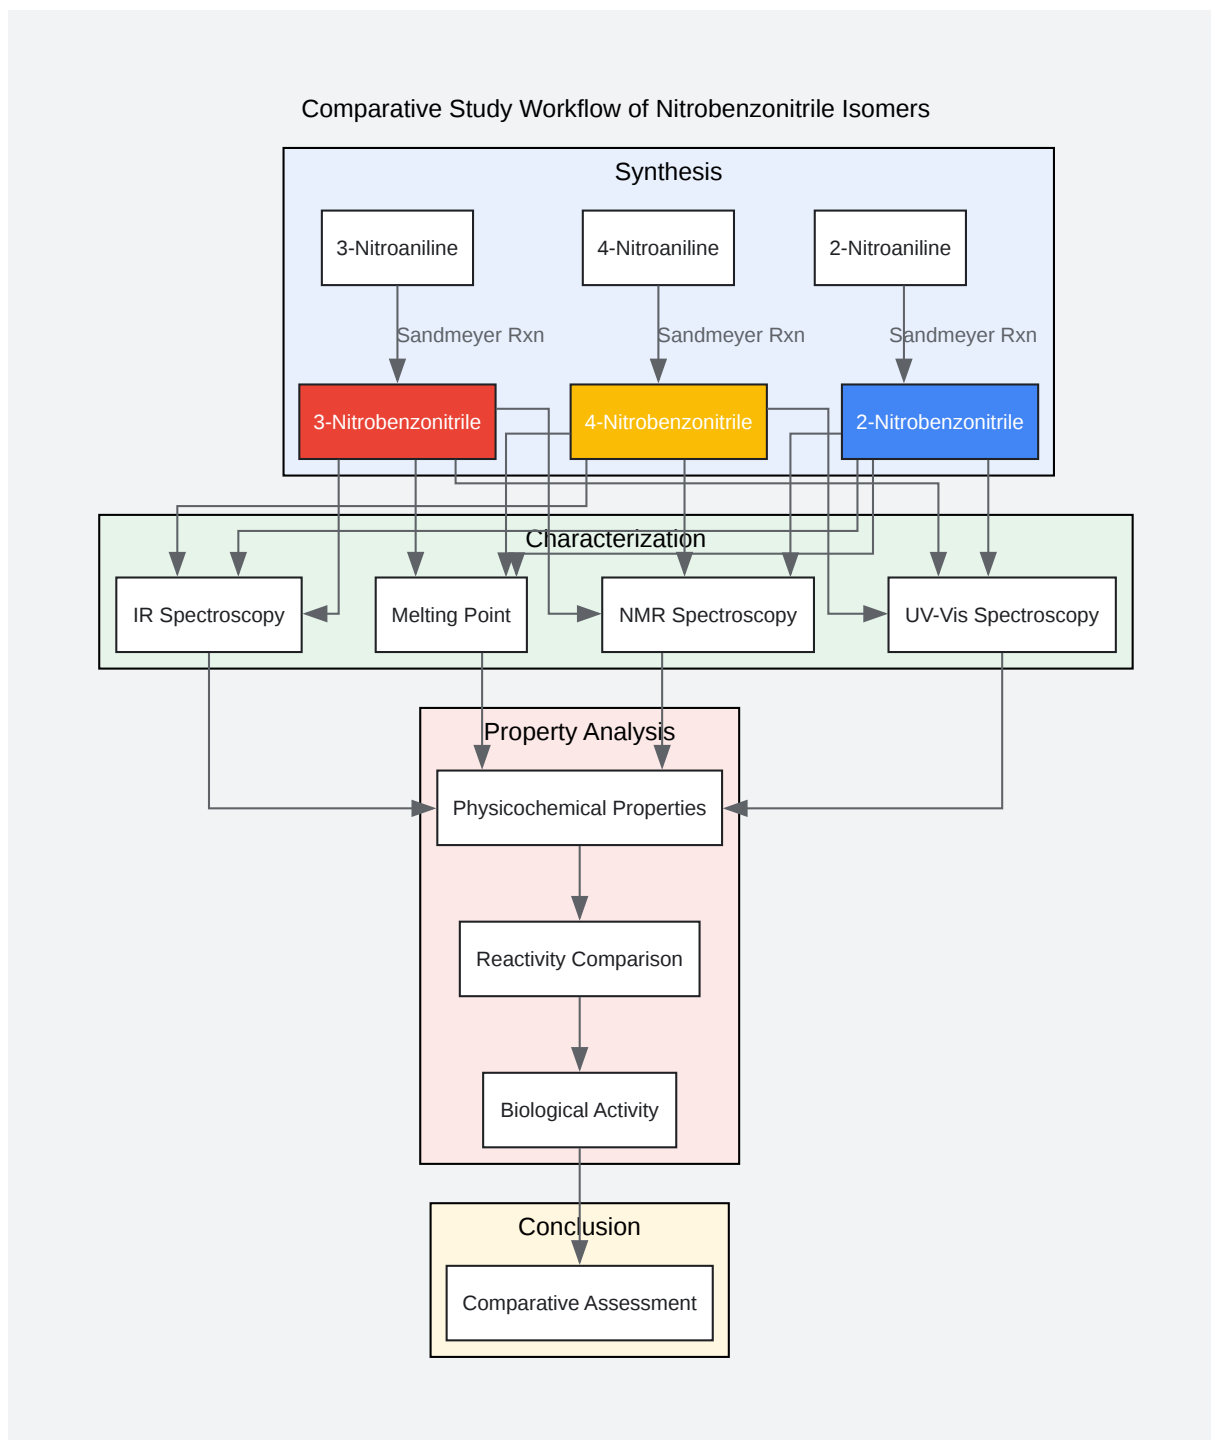 Comparative Study Workflow of Nitrobenzonitrile Isomers
Synthesis
3-Nitroaniline
4-Nitroaniline
2-Nitroaniline
Sandmeyer Rxn
Sandmeyer Rxn
Sandmeyer Rxn
3-Nitrobenzonitrile
4-Nitrobenzonitrile
2-Nitrobenzonitrile
Characterization
IR Spectroscopy
Melting Point
NMR Spectroscopy
UV-Vis Spectroscopy
Property Analysis
Physicochemical Properties
Reactivity Comparison
Biological Activity
Conclusion
Comparative Assessment